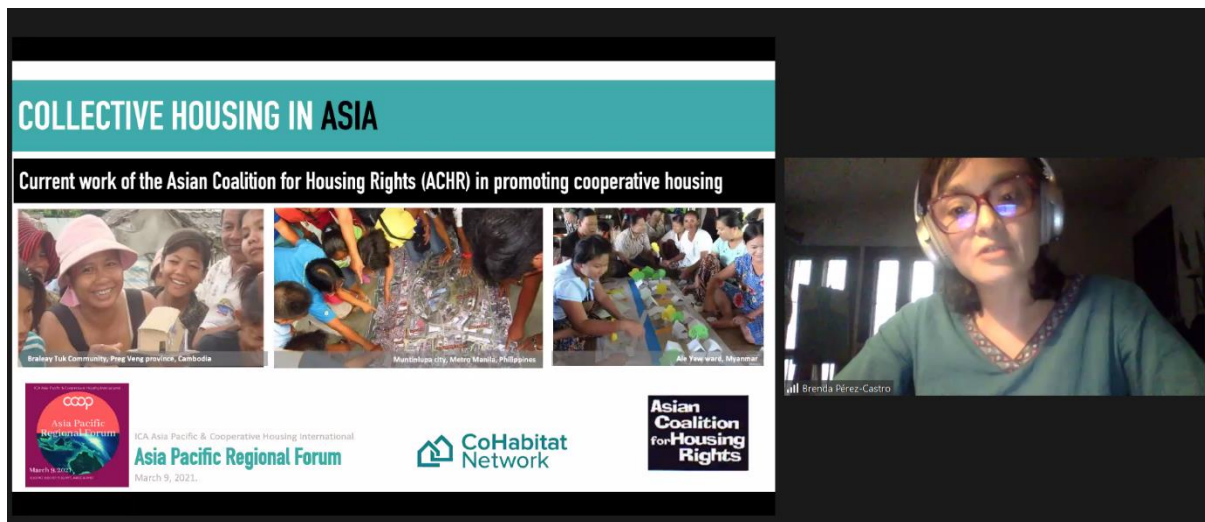 COLLECTIVE HOUSING IN ASIA
Current work of the Asian Coalition for Housing Rights (ACHR) in promoting cooperative housing
Braleay Tuk Community, Preg Veng province, Cambodia
Muntinlupa city, Metro Manila, Philippines
Ale Yaw ward, Myanmar
coop
Asia Pacific
Regional Forum
March 9, 2021
ICA Asia Pacific & Cooperative Housing International
Asia Pacific Regional Forum
March 9, 2021.
CoHabitat
Network
Asian
Coalition
for Housing
Rights
Brenda Pérez-Castro